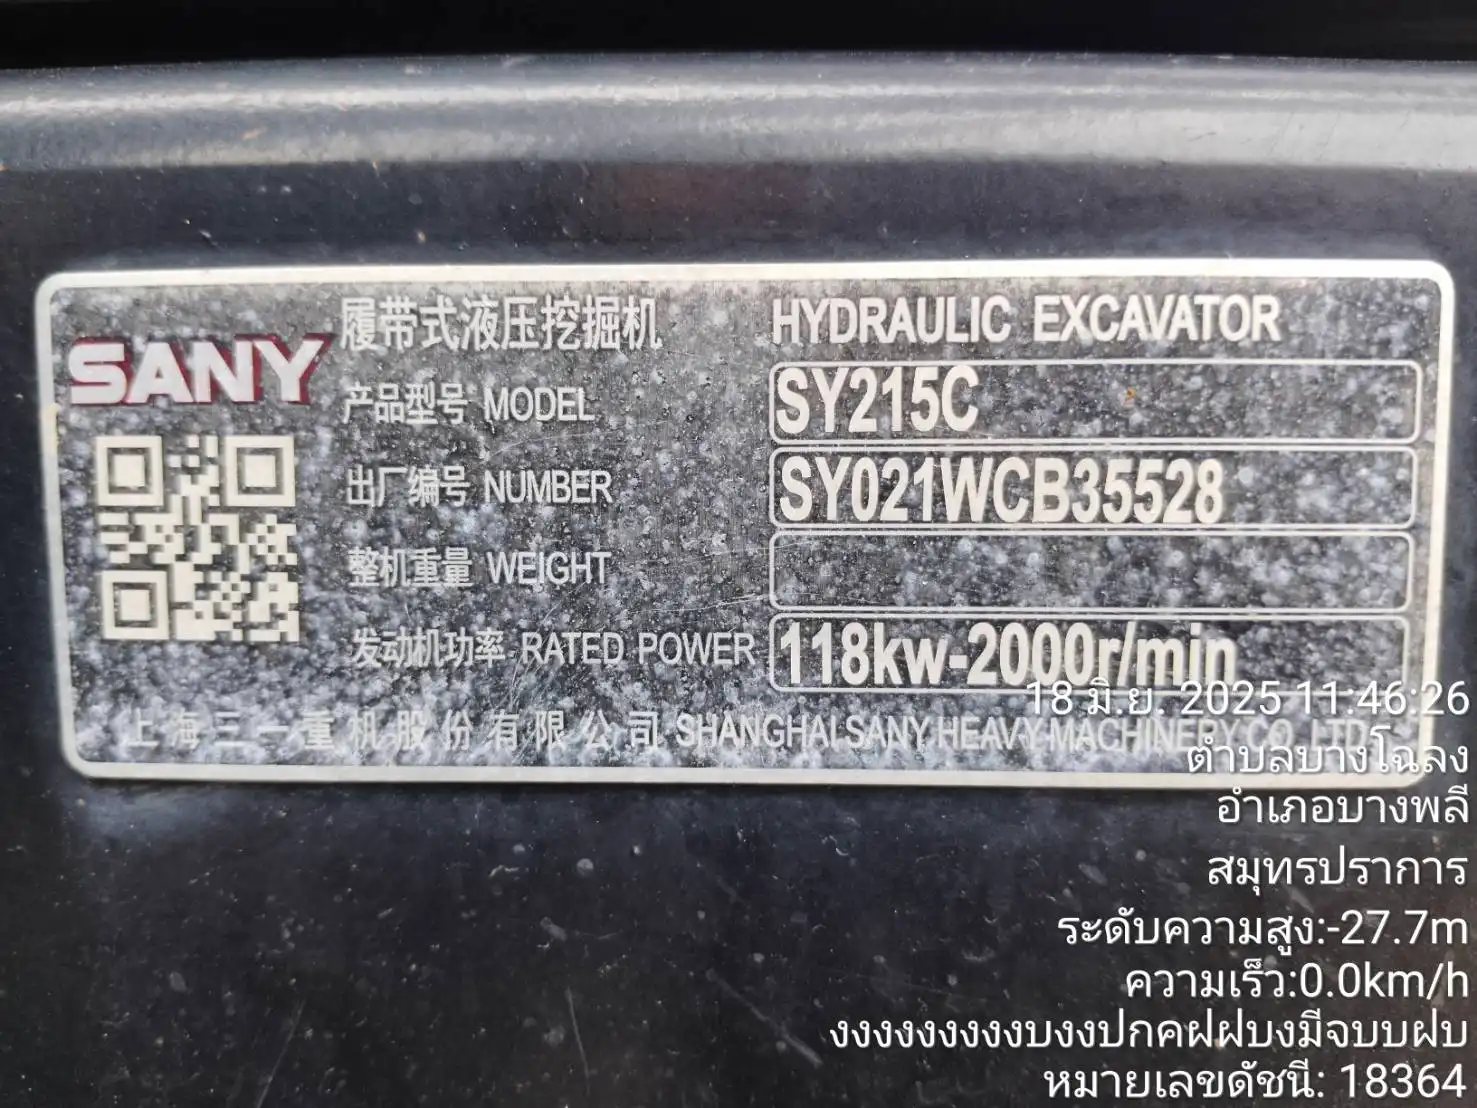 SANY
履带式液压挖掘机 HYDRAULIC EXCAVATOR
产品型号 MODEL SY215C
出厂编号 NUMBER SY021WCB35528
整机重量 WEIGHT
发动机功率 RATED POWER 118kw-2000r/min
上海三一重机股份有限公司 SHANGHAI SANY HEAVY MACHINERY CO. LTD
18 มิ.ย. 2025 11:46:26
ตำบลบางโฉลง
อำเภอบางพลี
สมุทรปราการ
ระดับความสูง:-27.7m
ความเร็ว:0.0km/h
งงงงงงงงงงบงงปกคฝฝบงมีจบบฝบ
หมายเลขดัชนี: 18364